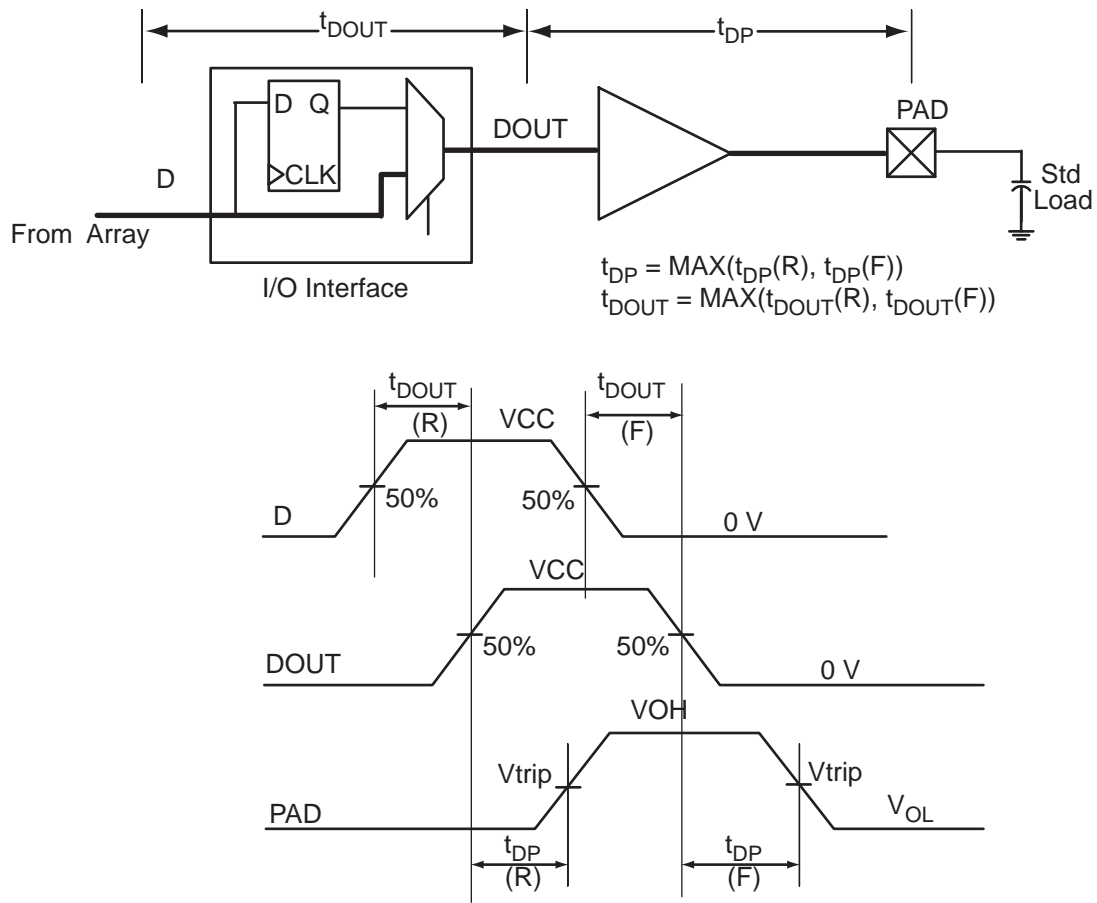 tDOUT
tDP
D Q
CLK
DOUT
PAD
D
From Array
Std
Load
I/O Interface
tDP = MAX(tDP(R), tDP(F))
tDOUT = MAX(tDOUT(R), tDOUT(F))
tDOUT
(R)
VCC
tDOUT
(F)
50%
50%
D
0 V
VCC
50%
50%
DOUT
0 V
VOH
Vtrip
Vtrip
PAD
VOL
tDP
(R)
tDP
(F)